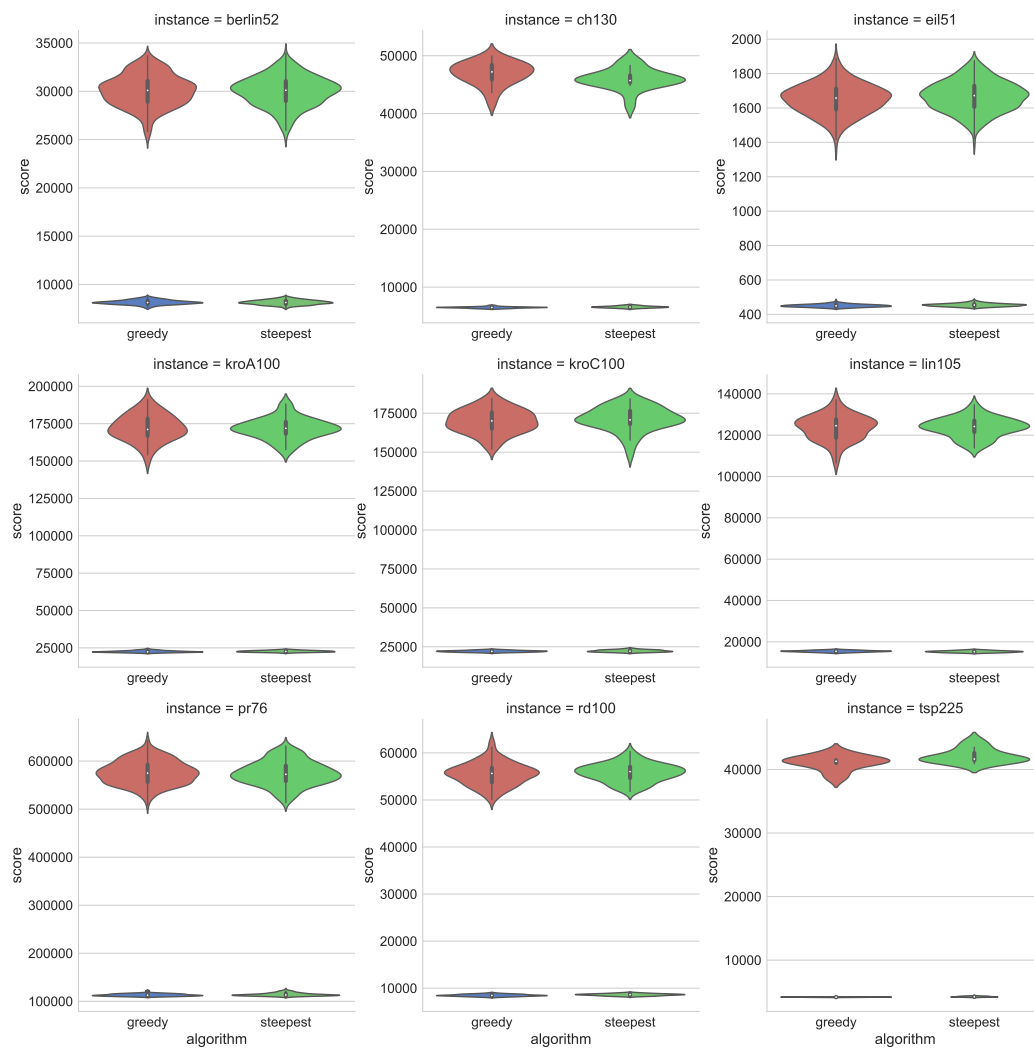 instance = berlin52
35000
30000
25000
20000
15000
10000
score
greedy
steepest
instance = ch130
50000
40000
30000
20000
10000
score
greedy
steepest
instance = eil51
2000
1800
1600
1400
1200
1000
800
600
400
score
greedy
steepest
instance = kroA100
200000
175000
150000
125000
100000
75000
50000
25000
score
greedy
steepest
instance = kroC100
175000
150000
125000
100000
75000
50000
25000
score
greedy
steepest
instance = lin105
140000
120000
100000
80000
60000
40000
20000
score
greedy
steepest
instance = pr76
600000
500000
400000
300000
200000
100000
score
greedy
steepest
algorithm
instance = rd100
60000
50000
40000
30000
20000
10000
score
greedy
steepest
algorithm
instance = tsp225
40000
30000
20000
10000
score
greedy
steepest
algorithm